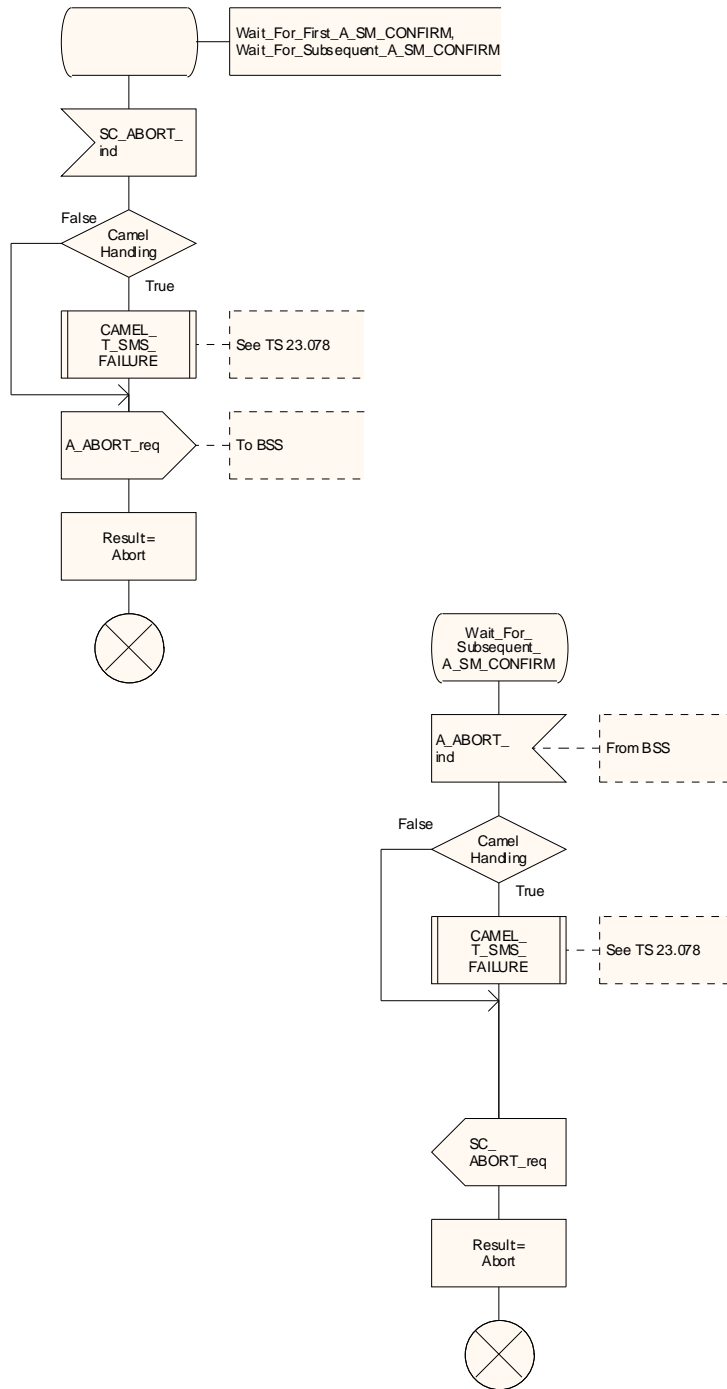 Wait_For_First_A_SM_CONFIRM,
Wait_For_Subsequent_A_SM_CONFIRM
SC_ABORT_
ind
False
Camel
Handling
True
CAMEL_
T_SMS_
FAILURE
See TS 23.078
A_ABORT_req
To BSS
Result=
Abort
Wait_For_
Subsequent_
A_SM_CONFIRM
A_ABORT_
ind
From BSS
False
Camel
Handling
True
CAMEL_
T_SMS_
FAILURE
See TS 23.078
SC_
ABORT_req
Result=
Abort